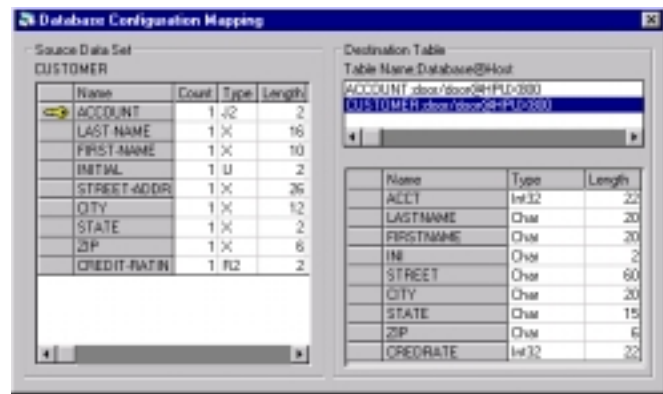 Database Configuration Mapping
Source Data Set
CUSTOMER
Name Count Type Length
ACCOUNT 1 J2 2
LAST-NAME 1 X 16
FIRST-NAME 1 X 10
INITIAL 1 U 2
STREET-ADDR 1 X 26
CITY 1 X 12
STATE 1 X 2
ZIP 1 X 6
CREDIT-RATIN 1 R2 2
Destination Table
Table Name:Database@Host
ACCOUNT
CUSTOMER
Name Type Length
ACCT Int32 22
LASTNAME Char 20
FIRSTNAME Char 20
INI Char 2
STREET Char 60
CITY Char 20
STATE Char 15
ZIP Char 6
CREDRATE Int32 22